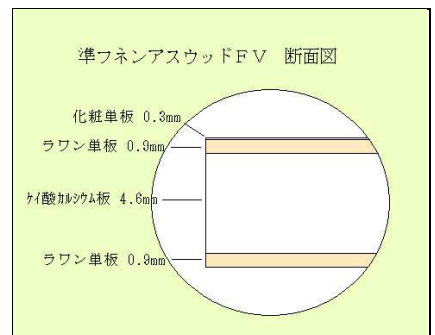 準フネンアスウッドFV 断面図
化粧単板 0.3mm
ラワン単板 0.9mm
ケイ酸カルシウム板 4.6mm
ラワン単板 0.9mm